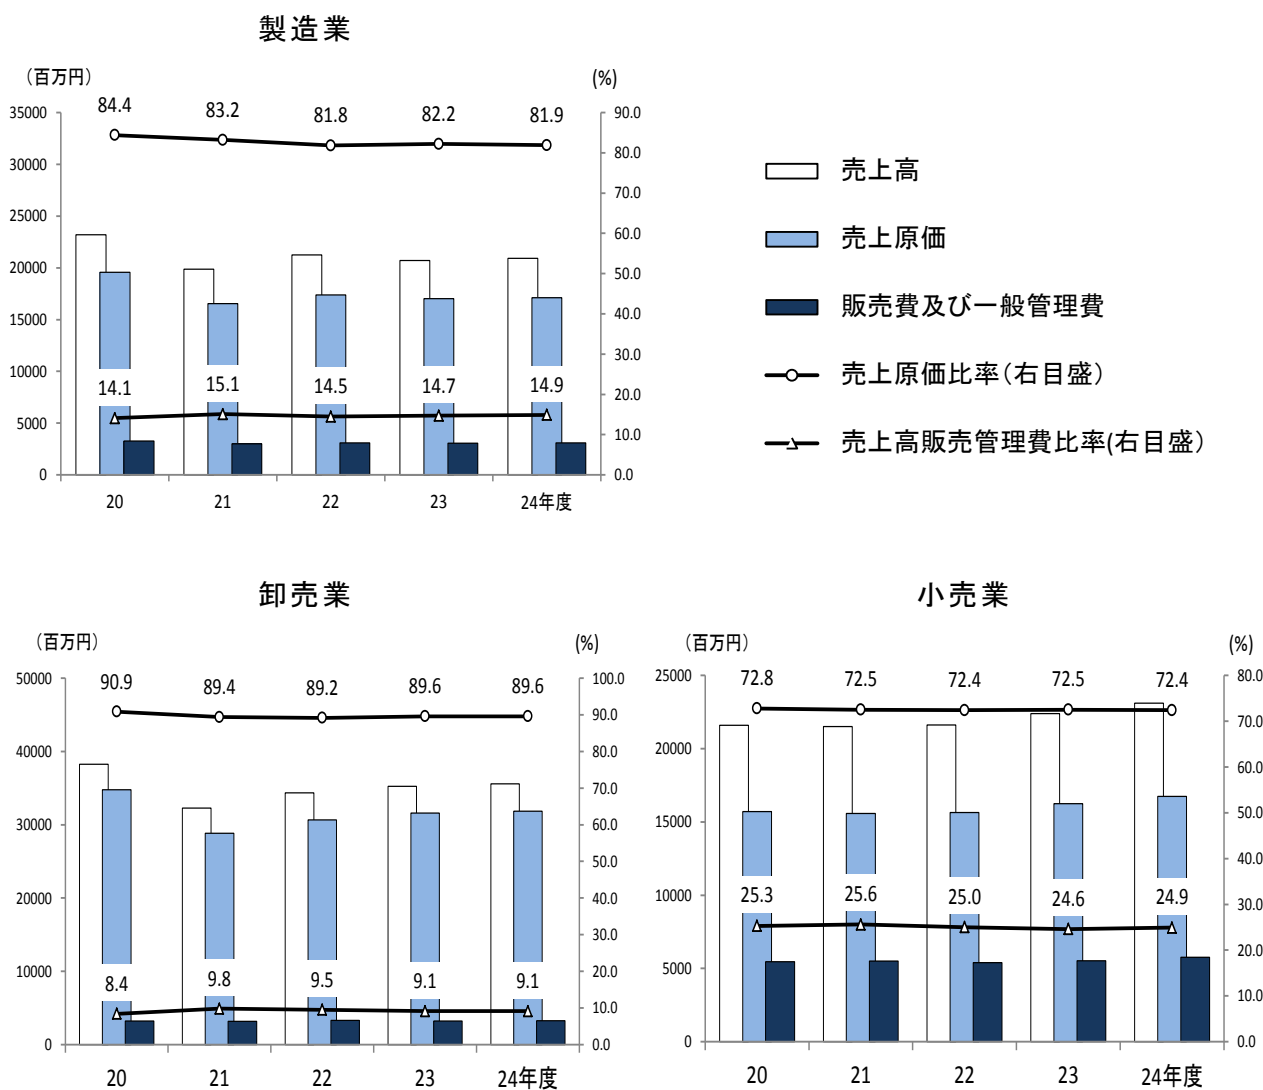 製造業
（百万円）
(%)
84.4 83.2 81.8 82.2 81.9
35000
30000
25000
20000
15000
10000
5000
0
90.0
80.0
70.0
60.0
50.0
40.0
30.0
20.0
10.0
0.0
14.1 15.1 14.5 14.7 14.9
20 21 22 23 24年度
売上高
売上原価
販売費及び一般管理費
売上原価比率（右目盛）
売上高販売管理費比率(右目盛）
卸売業
（百万円）
(%)
90.9 89.4 89.2 89.6 89.6
50000
40000
30000
20000
10000
0
100.0
90.0
80.0
70.0
60.0
50.0
40.0
30.0
20.0
10.0
0.0
8.4 9.8 9.5 9.1 9.1
20 21 22 23 24年度
小売業
（百万円）
(%)
72.8 72.5 72.4 72.5 72.4
25000
20000
15000
10000
5000
0
80.0
70.0
60.0
50.0
40.0
30.0
20.0
10.0
0.0
25.3 25.6 25.0 24.6 24.9
20 21 22 23 24年度